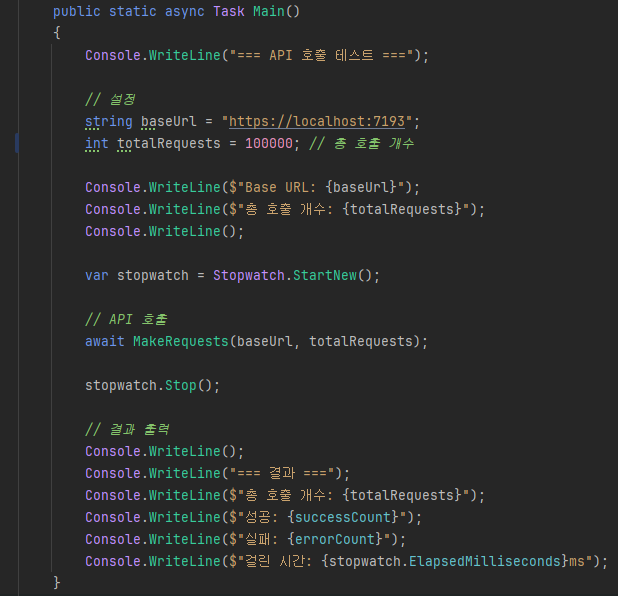 public static async Task Main()
{
    Console.WriteLine("=== API 호출 테스트 ===");
    // 설정
    string baseUrl = "https://localhost:7193";
    int totalRequests = 100000; // 총 호출 개수
    Console.WriteLine($"Base URL: {baseUrl}");
    Console.WriteLine($"총 호출 개수: {totalRequests}");
    Console.WriteLine();
    var stopwatch = Stopwatch.StartNew();
    // API 호출
    await MakeRequests(baseUrl, totalRequests);
    stopwatch.Stop();
    // 결과 출력
    Console.WriteLine();
    Console.WriteLine("=== 결과 ===");
    Console.WriteLine($"총 호출 개수: {totalRequests}");
    Console.WriteLine($"성공: {successCount}");
    Console.WriteLine($"실패: {errorCount}");
    Console.WriteLine($"걸린 시간: {stopwatch.ElapsedMilliseconds}ms");
}